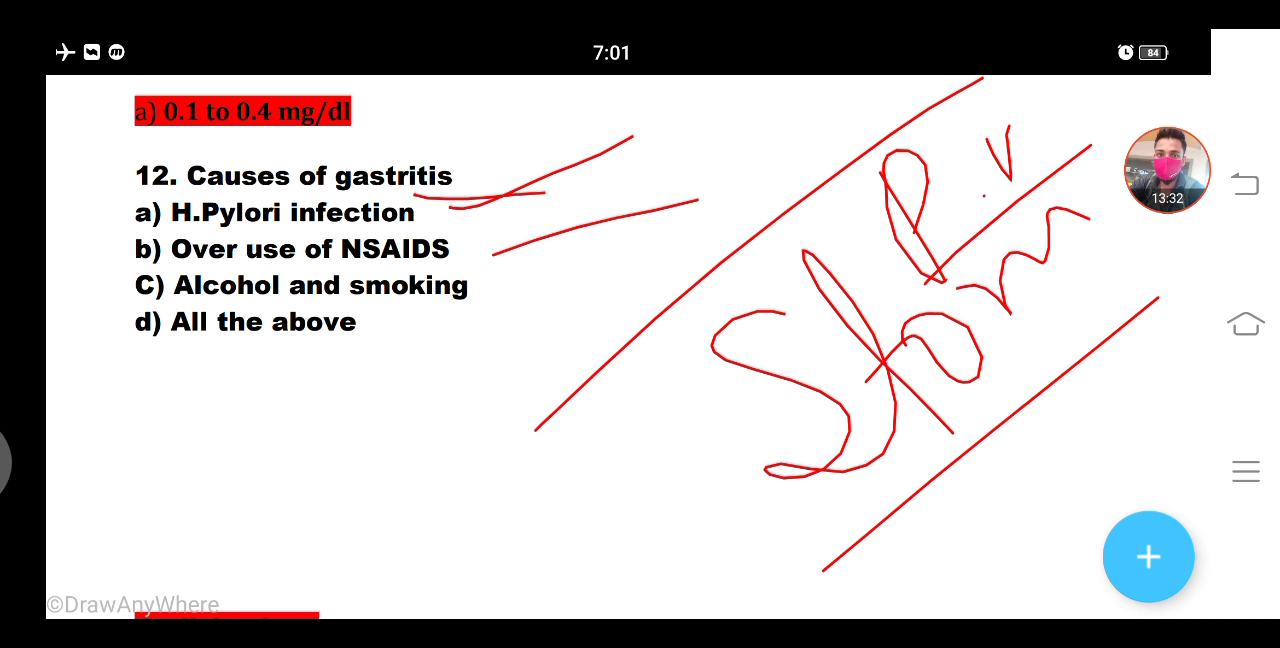 7:01
84
a) 0.1 to 0.4 mg/dl
12. Causes of gastritis
a) H.Pylori infection
b) Over use of NSAIDS
C) Alcohol and smoking
d) All the above
13:32
©DrawAnyWhere